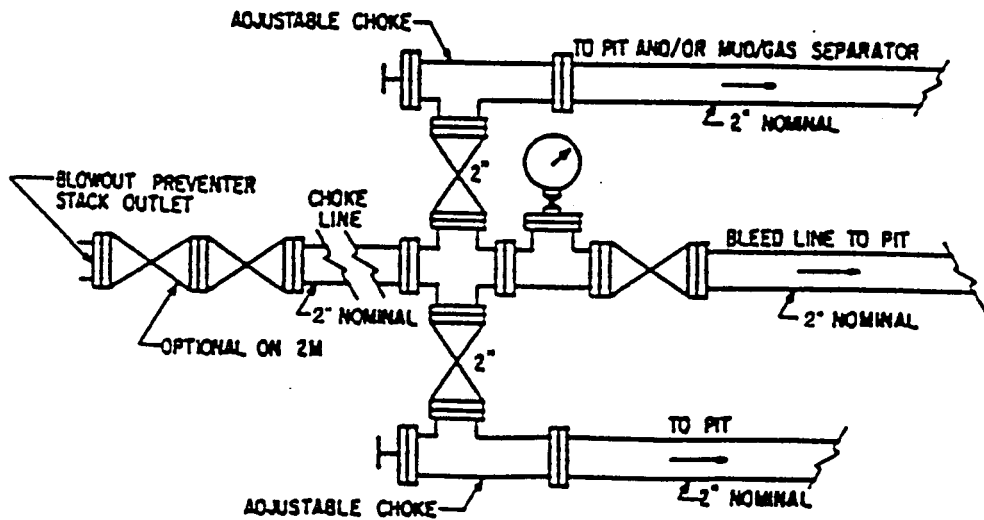 ADJUSTABLE CHOKE
TO PIT AND/OR MUD/GAS SEPARATOR
2" NOMINAL
2"
BLOWOUT PREVENTER
STACK OUTLET
CHOKE
LINE
BLEED LINE TO PIT
2" NOMINAL
2" NOMINAL
OPTIONAL ON 2M
2"
TO PIT
ADJUSTABLE CHOKE
2" NOMINAL